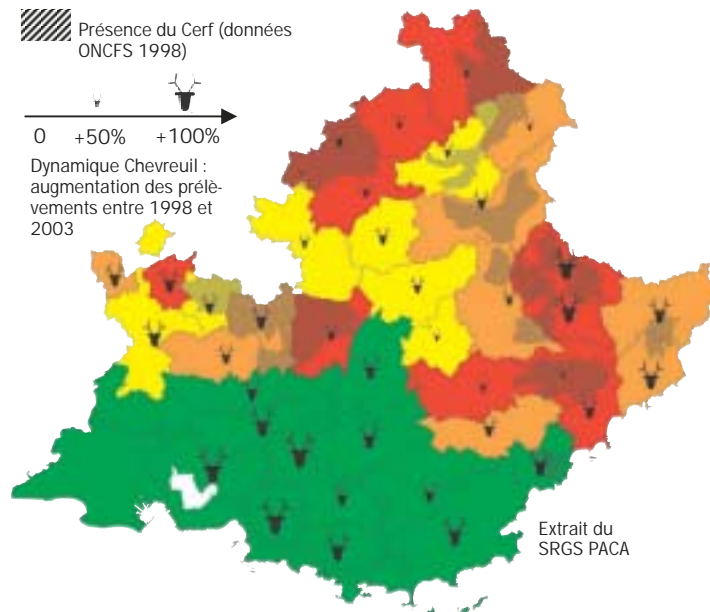 Présence du Cerf (données
ONCFS 1998)
0 +50% +100%
Dynamique Chevreuil :
augmentation des prélè-
vements entre 1998 et
2003
Extrait du
SRGS PACA